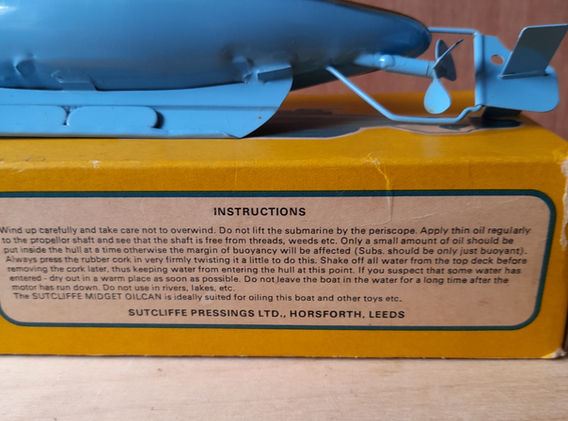 INSTRUCTIONS
Wind up carefully and take care not to overwind. Do not lift the submarine by the periscope. Apply thin oil regularly
to the propellor shaft and see that the shaft is free from threads, weeds etc. Only a small amount of oil should be
put inside the hull at a time otherwise the margin of buoyancy will be affected (Subs. should be only just buoyant).
Always press the rubber cork in very firmly twisting it a little to do this. Shake off all water from the top deck before
removing the cork later, thus keeping water from entering the hull at this point. If you suspect that some water has
entered - dry out in a warm place as soon as possible. Do not leave the boat in the water for a long time after the
motor has run down. Do not use in rivers, lakes, etc.
The SUTCLIFFE MIDGET OILCAN is ideally suited for oiling this boat and other toys etc.
SUTCLIFFE PRESSINGS LTD., HORSFORTH, LEEDS